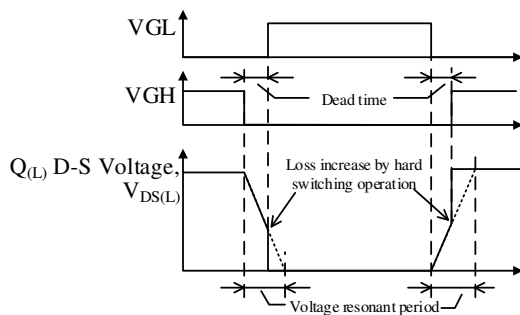 VGL
VGH
Dead time
Q(L) D-S Voltage,
VDS(L)
Loss increase by hard
switching operation
Voltage resonant period